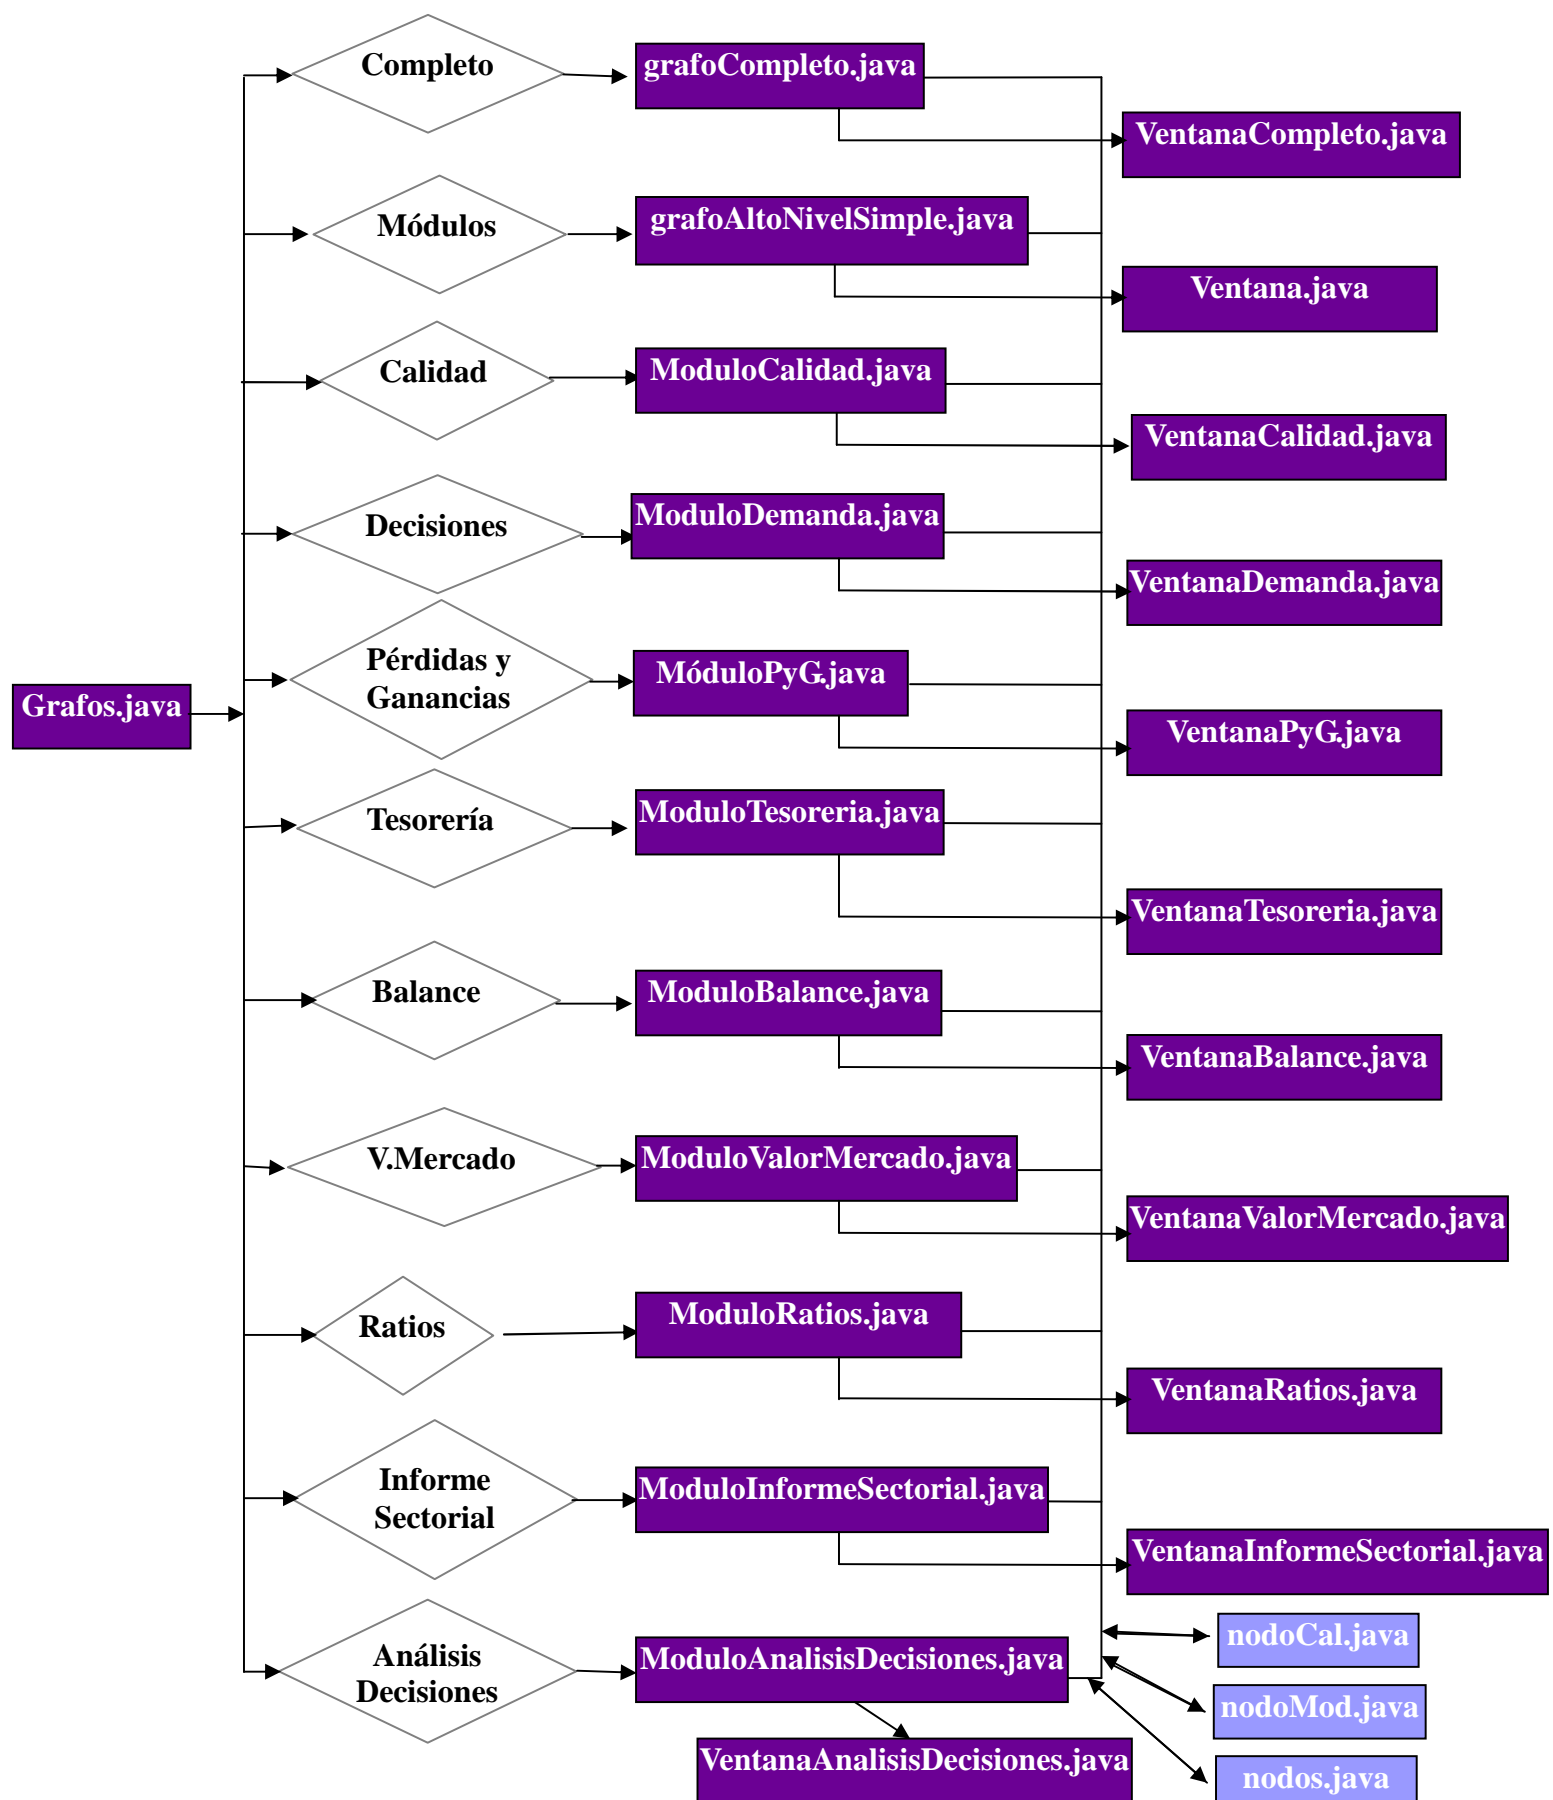 Completo
grafoCompleto.java
VentanaCompleto.java
Módulos
grafoAltoNivelSimple.java
Ventana.java
Calidad
ModuloCalidad.java
VentanaCalidad.java
Decisiones
ModuloDemanda.java
VentanaDemanda.java
Pérdidas y
Ganancias
MóduloPyG.java
Grafos.java
VentanaPyG.java
Tesorería
ModuloTesoreria.java
VentanaTesoreria.java
Balance
ModuloBalance.java
VentanaBalance.java
V.Mercado
ModuloValorMercado.java
VentanaValorMercado.java
Ratios
ModuloRatios.java
VentanaRatios.java
Informe
Sectorial
ModuloInformeSectorial.java
VentanaInformeSectorial.java
nodoCal.java
Análisis
Decisiones
ModuloAnalisisDecisiones.java
nodoMod.java
VentanaAnalisisDecisiones.java
nodos.java